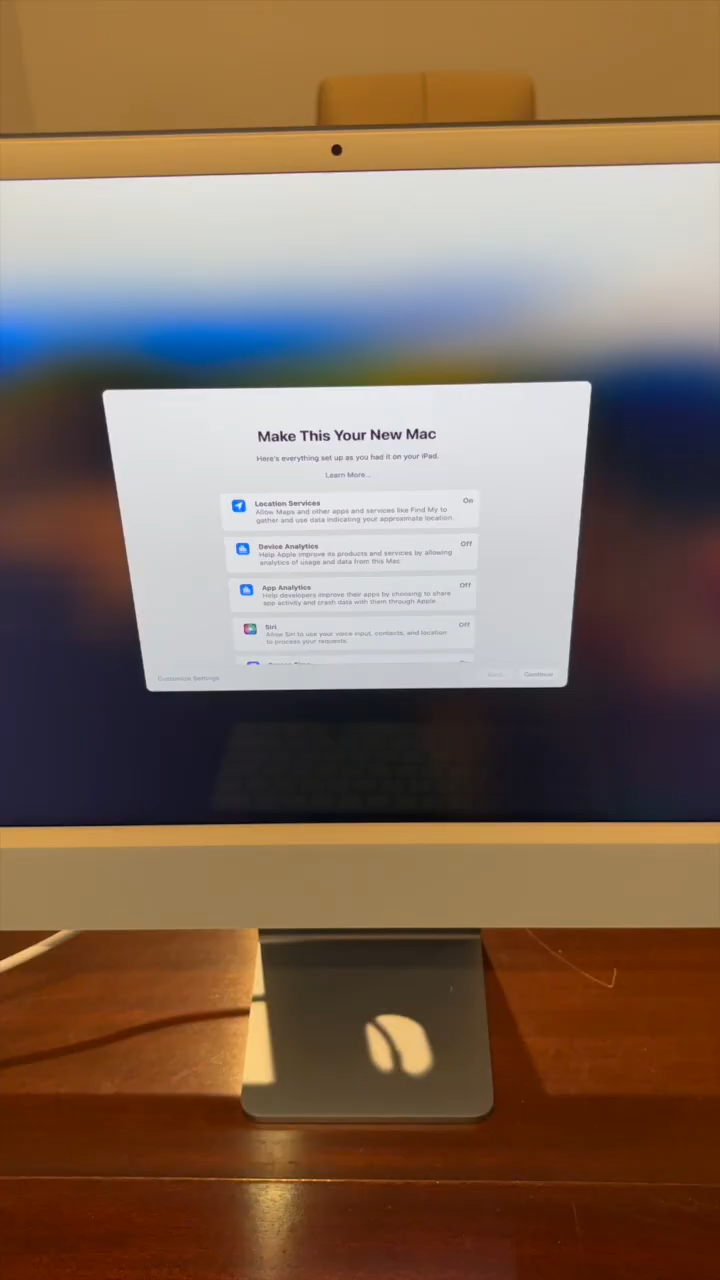 Make This Your New Mac
Here's everything set up as you had it on your iPad.
Learn More...
Location Services
On
Allow Maps and other apps and services like Find My to
gather and use data indicating your approximate location.
Device Analytics
Off
Help Apple improve its products and services by allowing
analytics of usage and data from this Mac.
App Analytics
Off
Help developers improve their apps by choosing to share
app activity and crash data with them through Apple.
Siri
Off
Allow Siri to use your voice input, contacts, and location
to process your requests.
Customize Settings
Continue